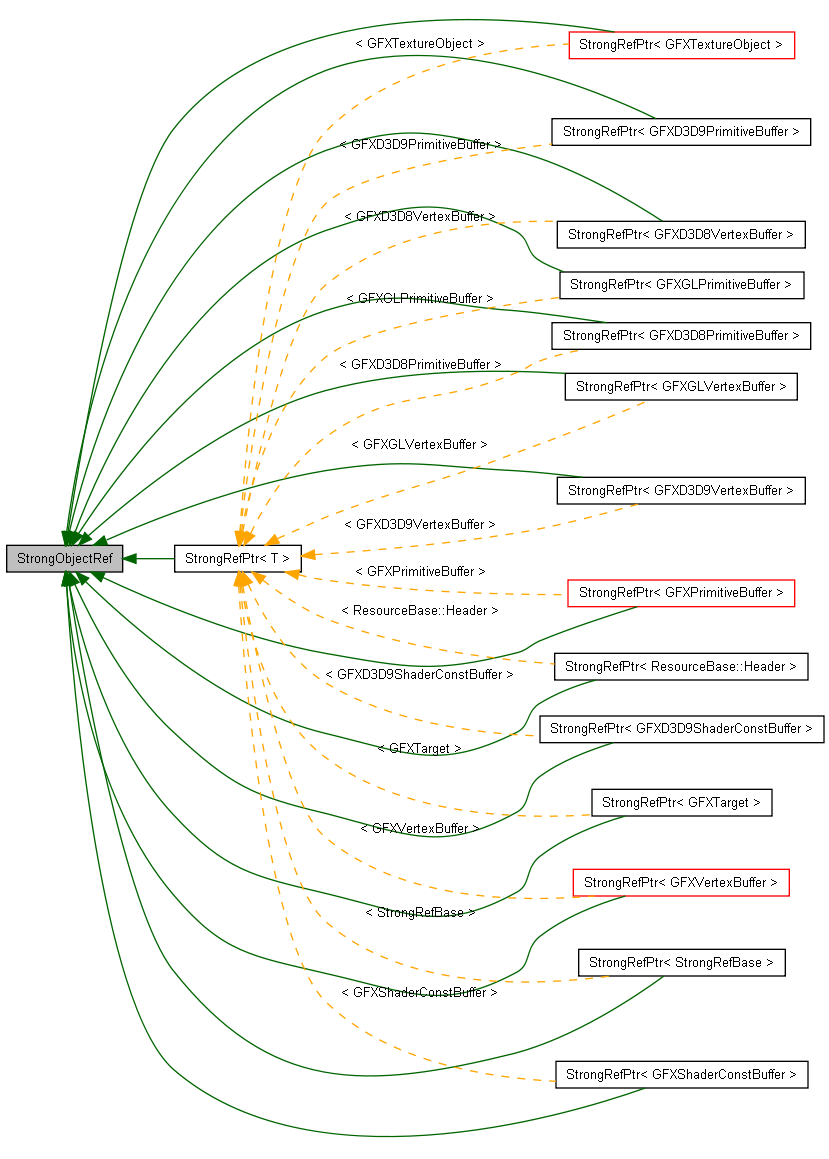 < GFXTextureObject >
StrongRefPtr< GFXTextureObject >
StrongRefPtr< GFXD3D9PrimitiveBuffer >
< GFXD3D9PrimitiveBuffer >
< GFXD3D8VertexBuffer >
StrongRefPtr< GFXD3D8VertexBuffer >
StrongRefPtr< GFXGLPrimitiveBuffer >
< GFXGLPrimitiveBuffer >
StrongRefPtr< GFXD3D8PrimitiveBuffer >
< GFXD3D8PrimitiveBuffer >
StrongRefPtr< GFXGLVertexBuffer >
< GFXGLVertexBuffer >
StrongRefPtr< GFXD3D9VertexBuffer >
< GFXD3D9VertexBuffer >
StrongObjectRef
StrongRefPtr< T >
< GFXPrimitiveBuffer >
StrongRefPtr< GFXPrimitiveBuffer >
< ResourceBase::Header >
StrongRefPtr< ResourceBase::Header >
< GFXD3D9ShaderConstBuffer >
StrongRefPtr< GFXD3D9ShaderConstBuffer >
< GFXTarget >
StrongRefPtr< GFXTarget >
< GFXVertexBuffer >
StrongRefPtr< GFXVertexBuffer >
< StrongRefBase >
StrongRefPtr< StrongRefBase >
< GFXShaderConstBuffer >
StrongRefPtr< GFXShaderConstBuffer >